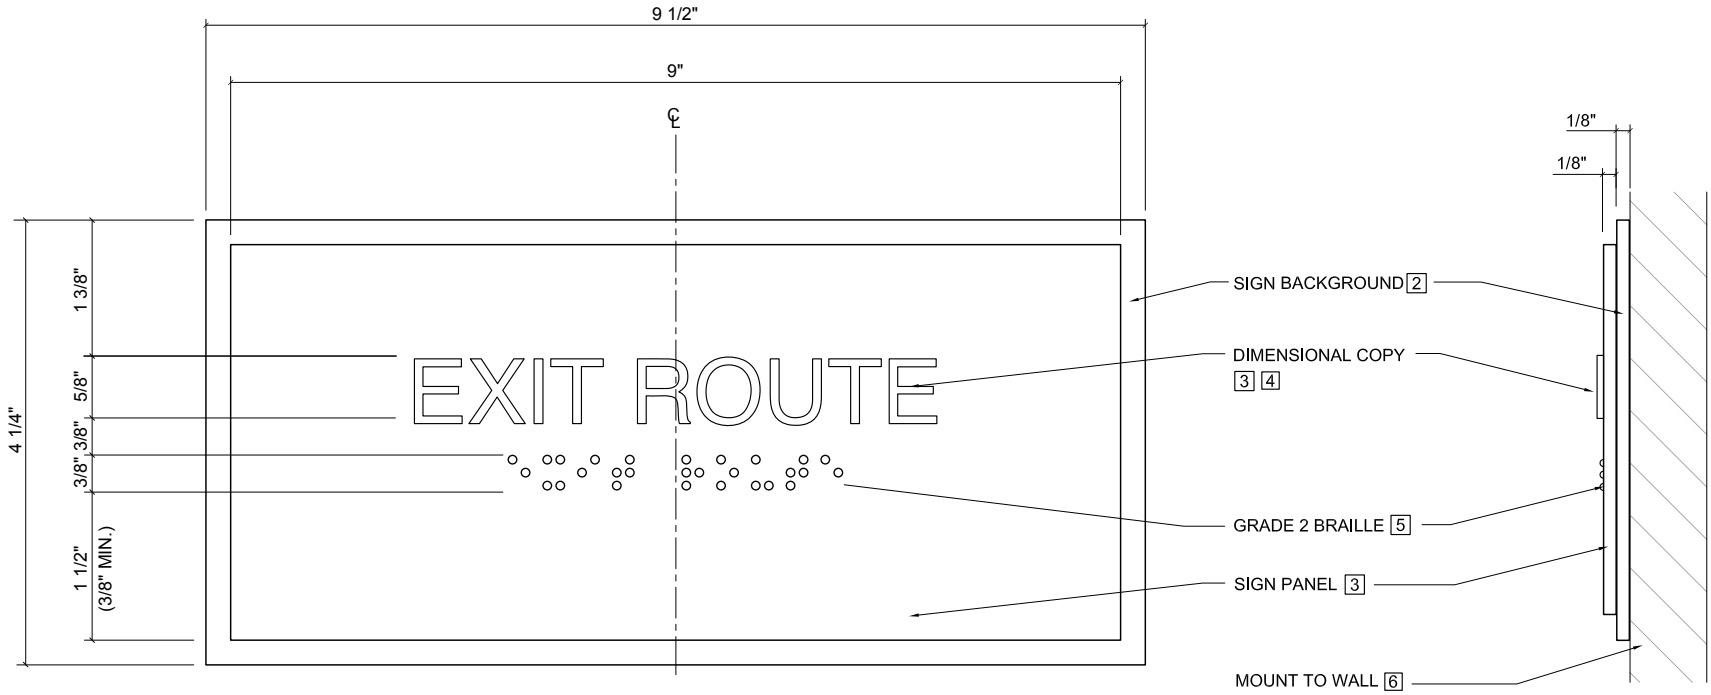 9 1/2"
9"
℄
1/8"
1/8"
4 1/4"
1 3/8"
5/8"
3/8"
3/8"
1 1/2"
(3/8" MIN.)
EXIT ROUTE
SIGN BACKGROUND 2
DIMENSIONAL COPY
3 4
GRADE 2 BRAILLE 5
SIGN PANEL 3
MOUNT TO WALL 6